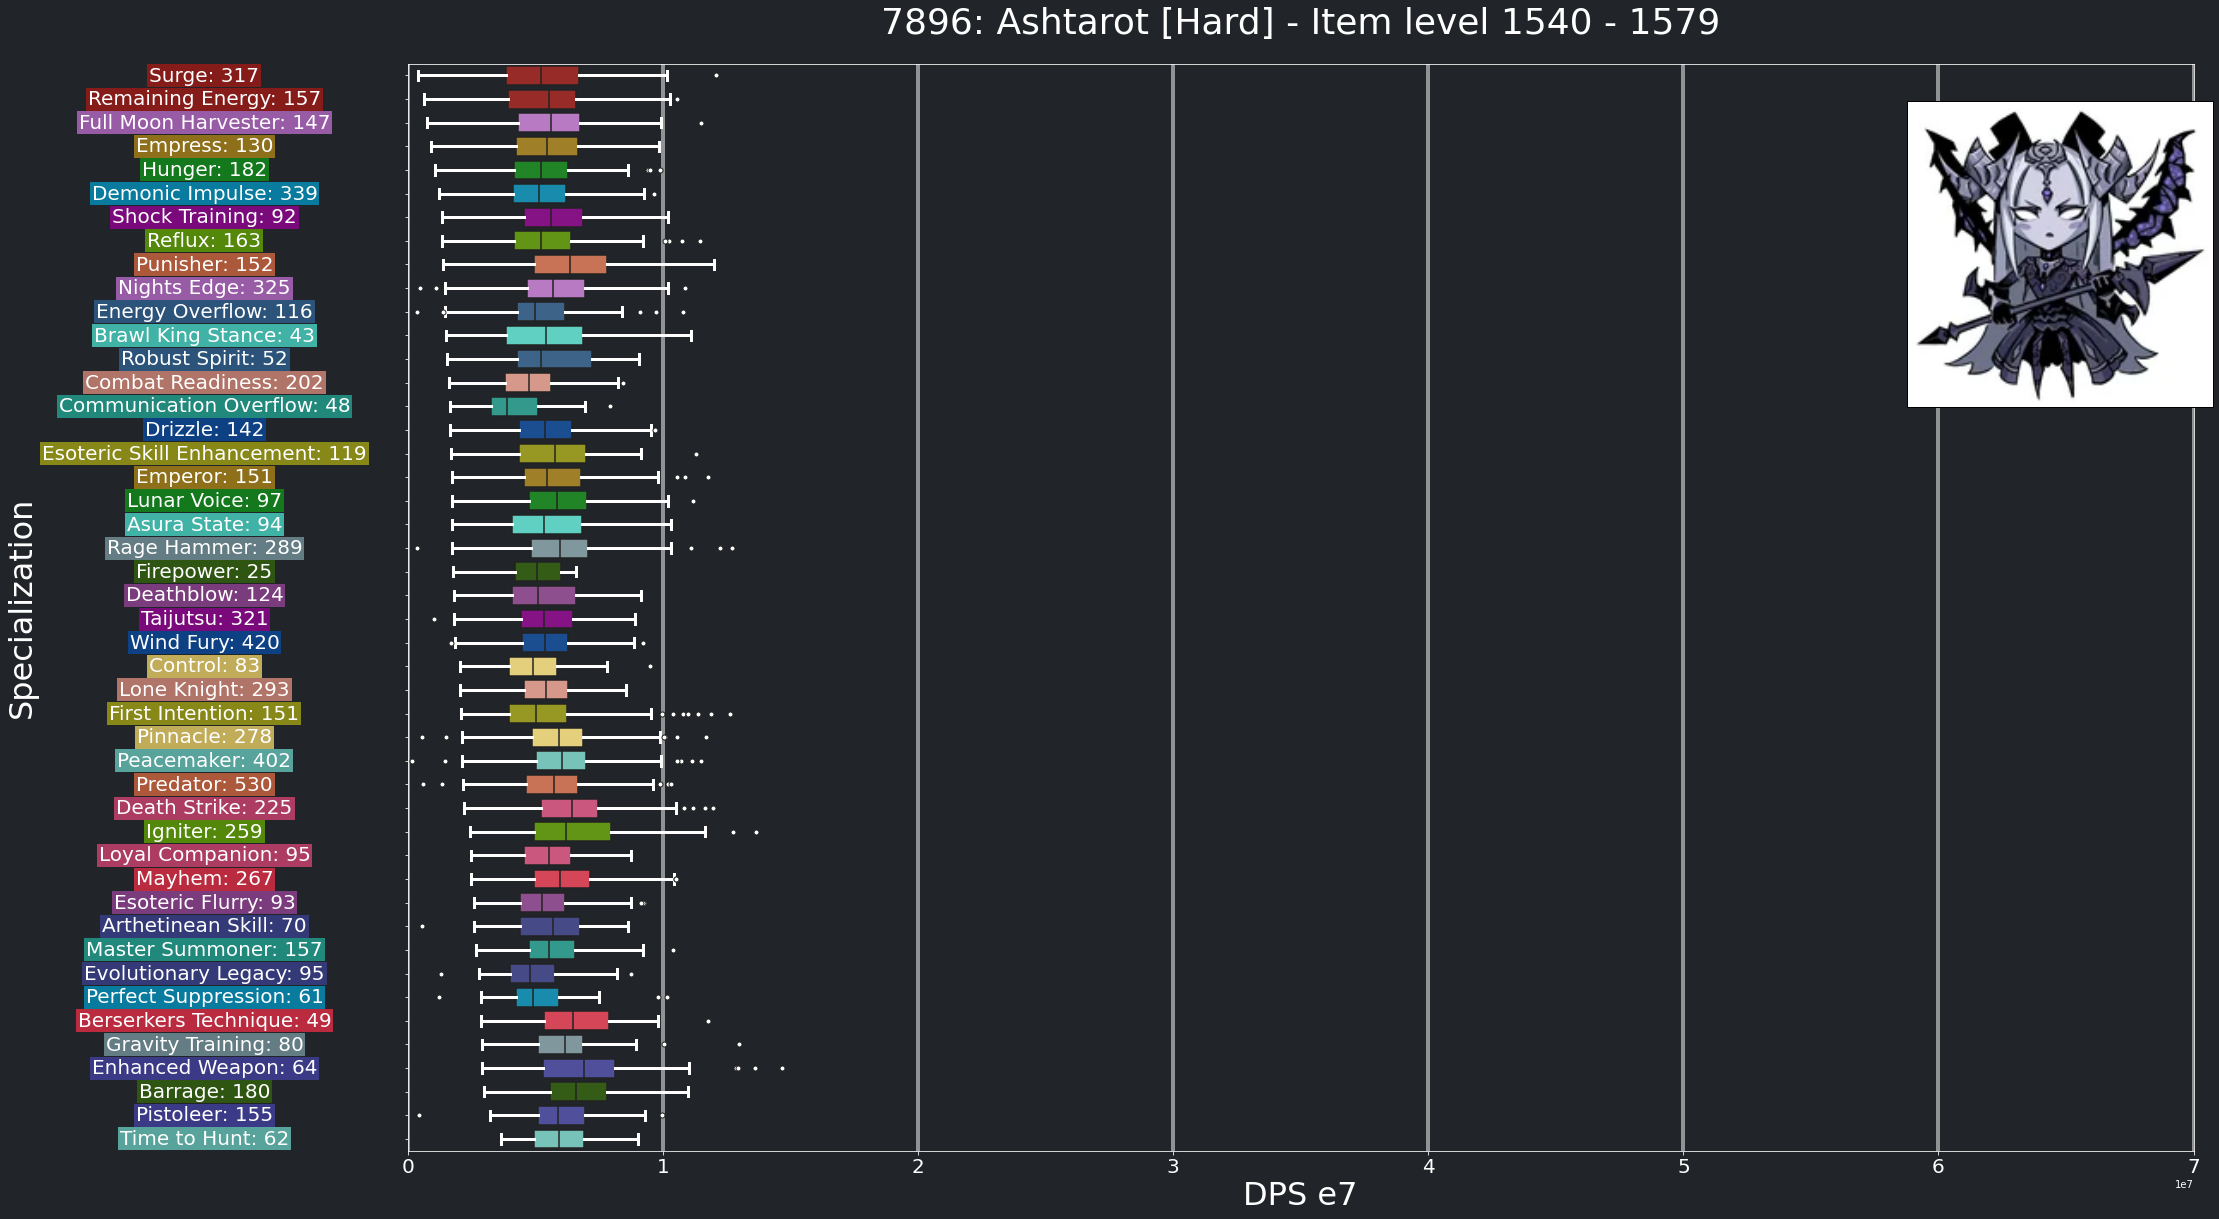 7896: Ashtarot [Hard] - Item level 1540 - 1579
Specialization
Surge: 317
Remaining Energy: 157
Full Moon Harvester: 147
Empress: 130
Hunger: 182
Demonic Impulse: 339
Shock Training: 92
Reflux: 163
Punisher: 152
Nights Edge: 325
Energy Overflow: 116
Brawl King Stance: 43
Robust Spirit: 52
Combat Readiness: 202
Communication Overflow: 48
Drizzle: 142
Esoteric Skill Enhancement: 119
Emperor: 151
Lunar Voice: 97
Asura State: 94
Rage Hammer: 289
Firepower: 25
Deathblow: 124
Taijutsu: 321
Wind Fury: 420
Control: 83
Lone Knight: 293
First Intention: 151
Pinnacle: 278
Peacemaker: 402
Predator: 530
Death Strike: 225
Igniter: 259
Loyal Companion: 95
Mayhem: 267
Esoteric Flurry: 93
Arthetinean Skill: 70
Master Summoner: 157
Evolutionary Legacy: 95
Perfect Suppression: 61
Berserkers Technique: 49
Gravity Training: 80
Enhanced Weapon: 64
Barrage: 180
Pistoleer: 155
Time to Hunt: 62
0 1 2 3 4 5 6 7
1e7
DPS e7